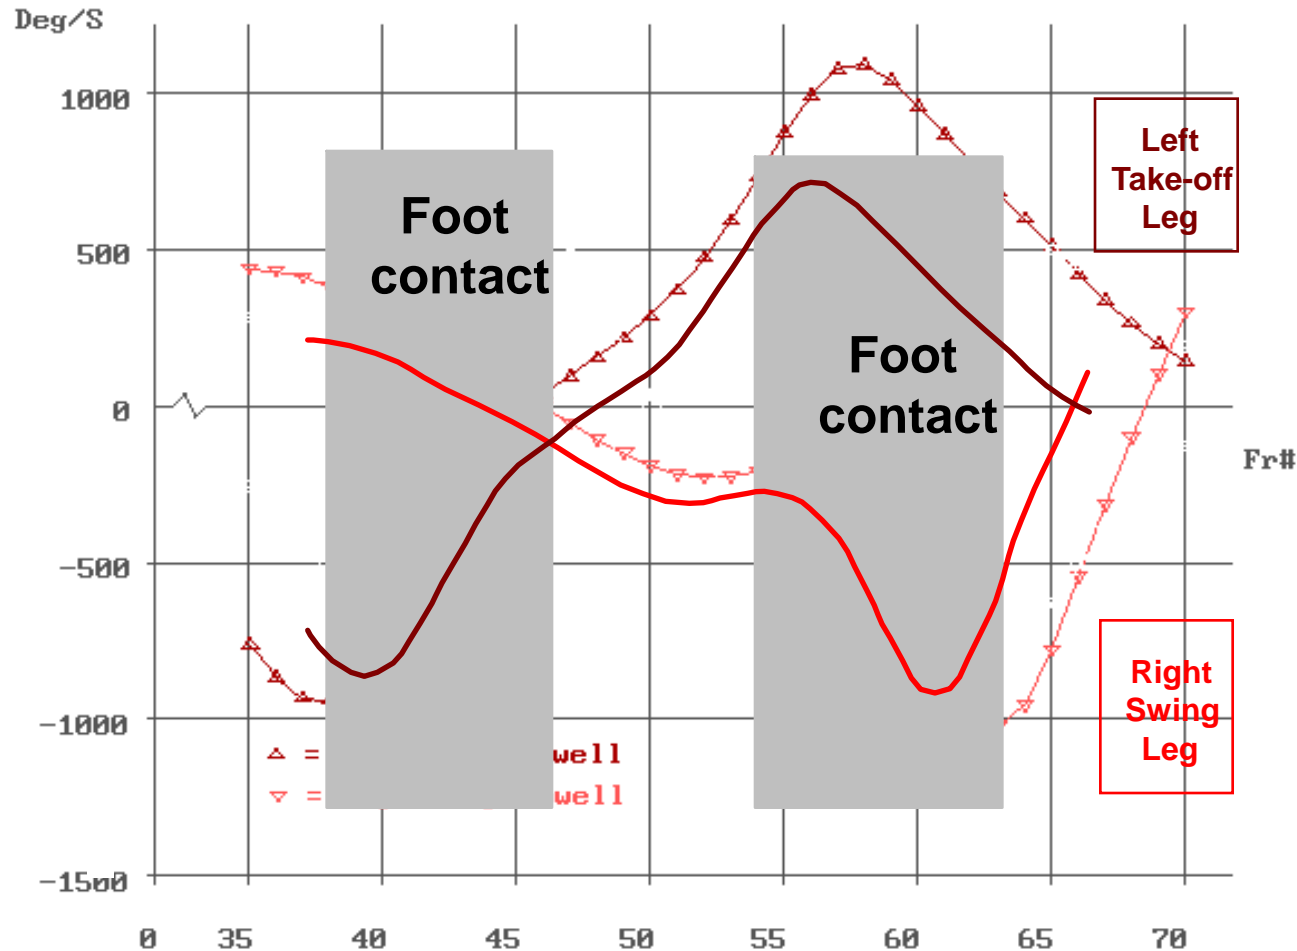 Deg/S
1000
500
0
-500
-1000
Foot
contact
Foot
contact
Left
Take-off
Leg
Fr#
Right
Swing
Leg
△ = well
▽ = well
0 35 40 45 50 55 60 65 70